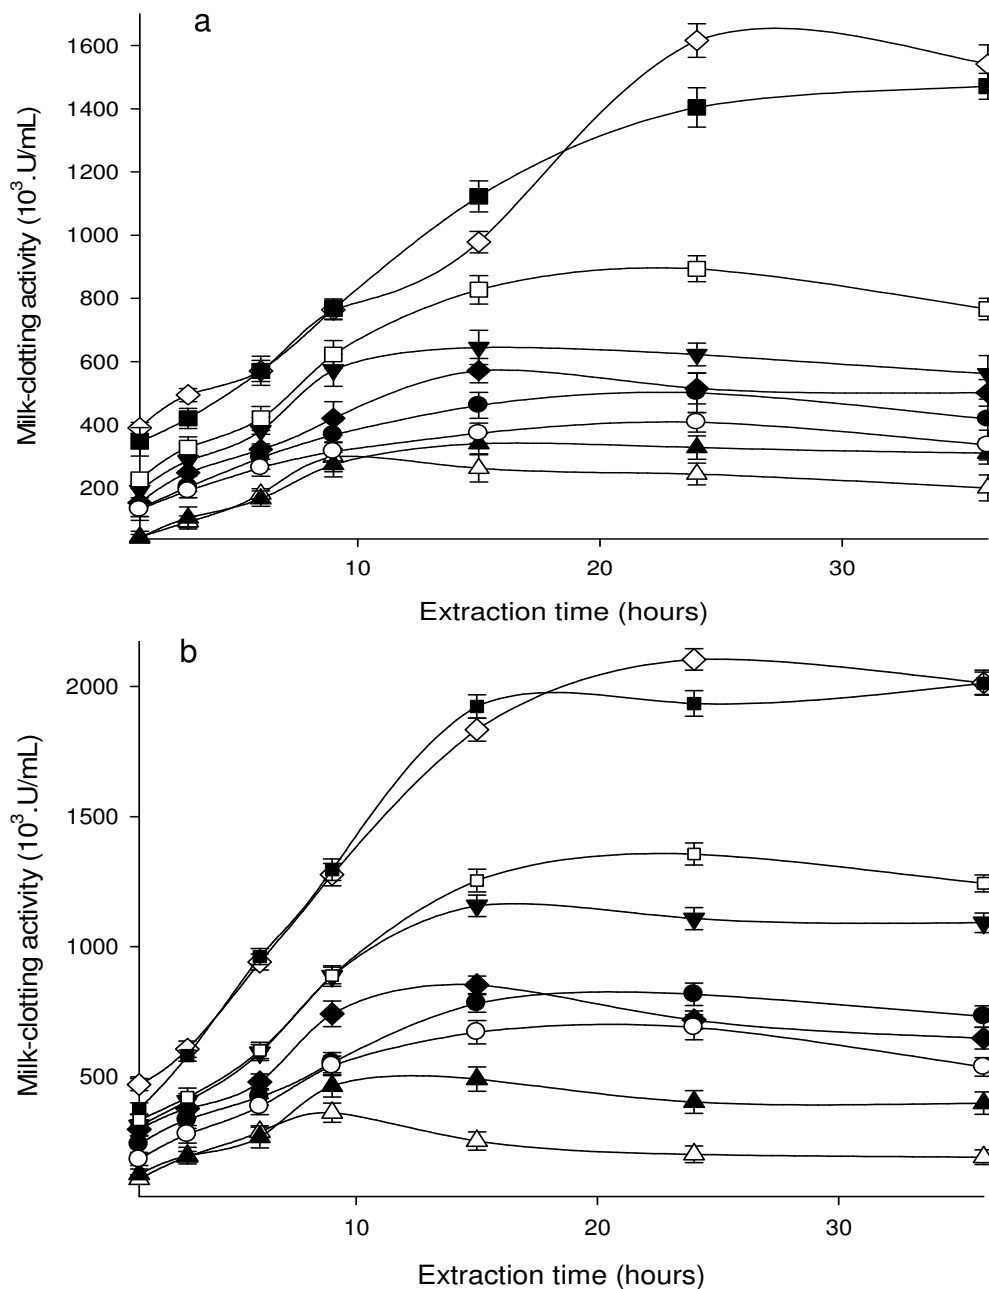 a
1600
1400
1200
1000
800
600
400
200
Milk-clotting activity (10³.U/mL)
10 20 30
Extraction time (hours)
b
2000
1500
1000
500
Milk-clotting activity (10³.U/mL)
10 20 30
Extraction time (hours)